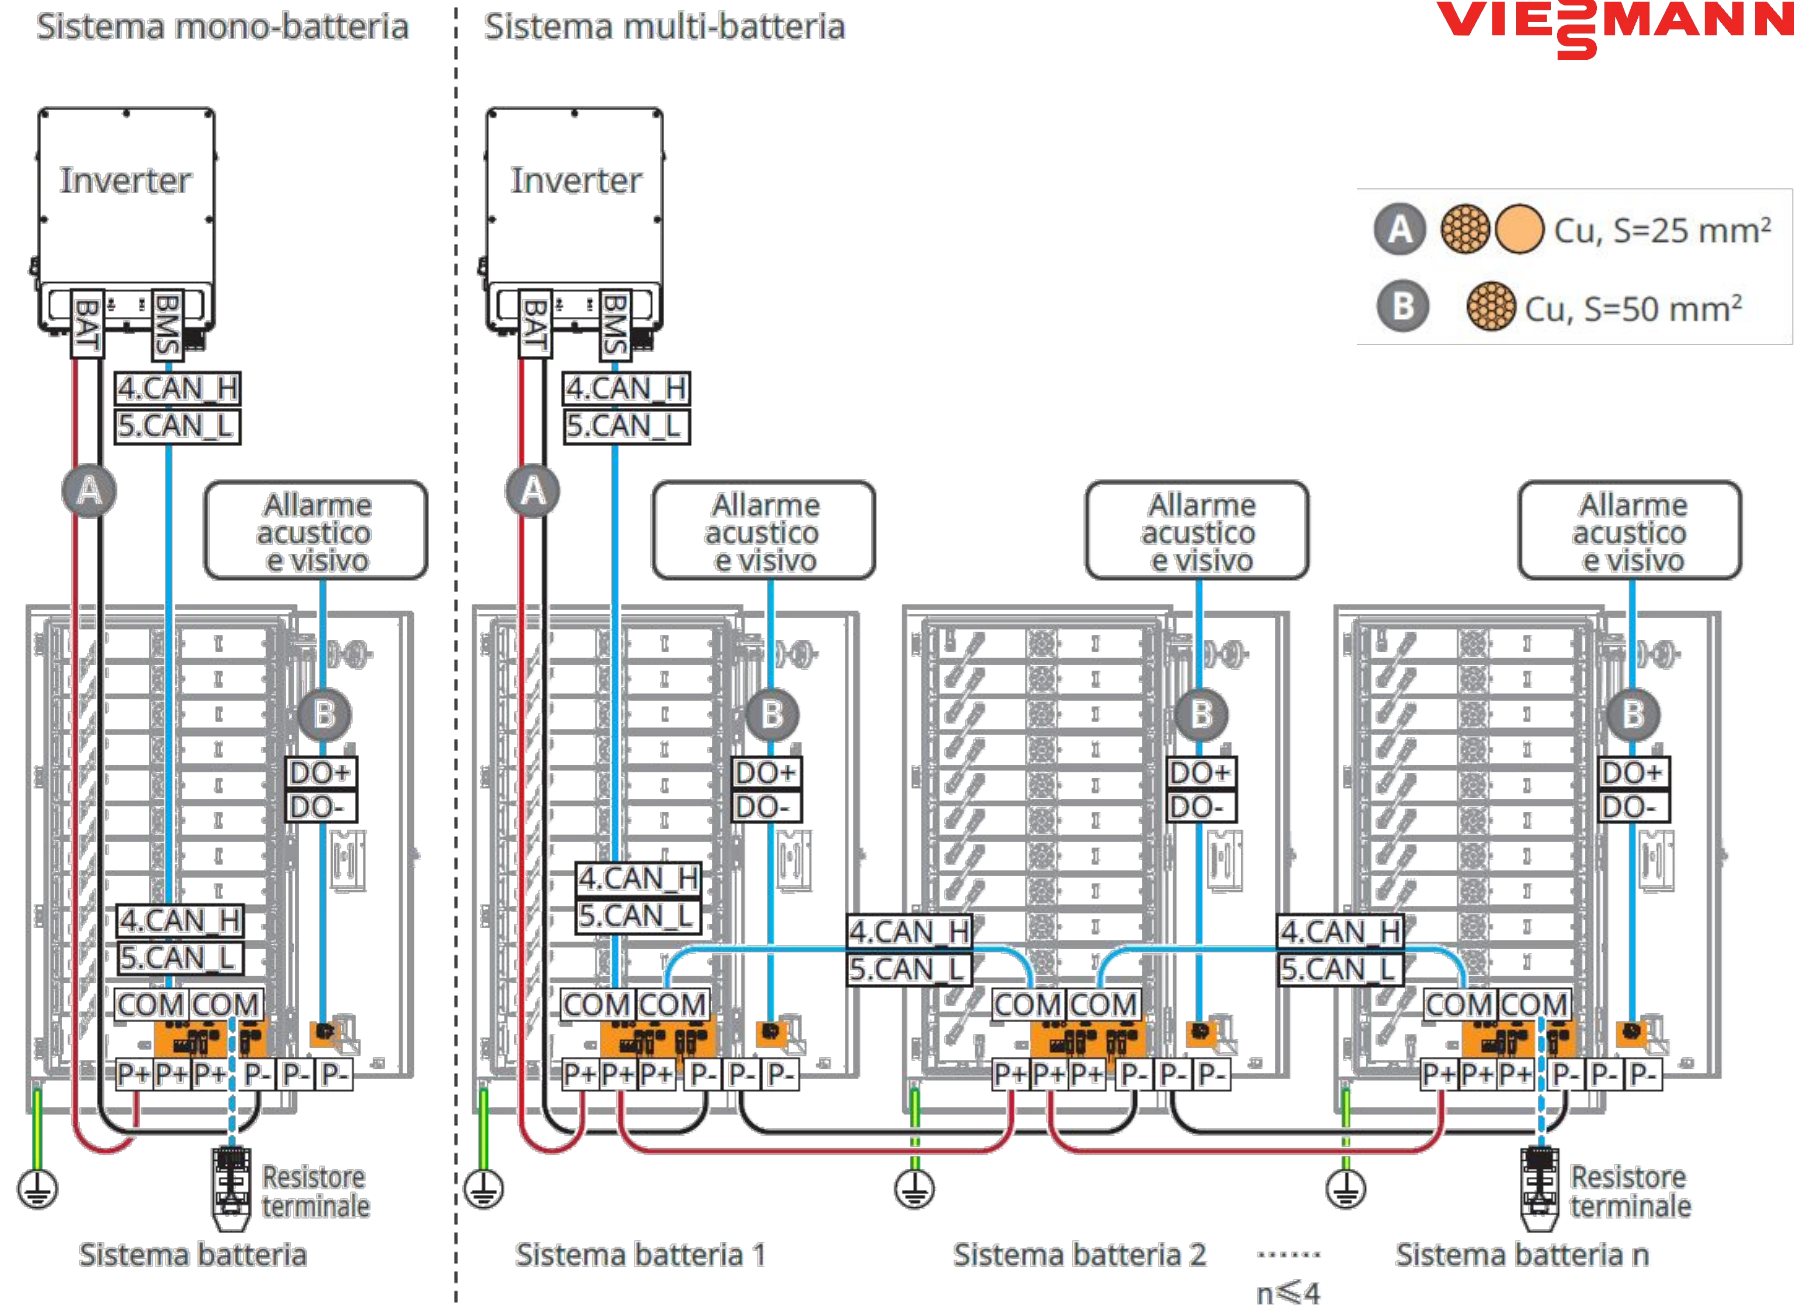 Sistema mono-batteria
Sistema multi-batteria
VIESSMANN
Inverter
Inverter
A Cu, S=25 mm²
B Cu, S=50 mm²
BAT
BMS
BAT
BMS
4.CAN_H
5.CAN_L
4.CAN_H
5.CAN_L
A
A
Allarme
acustico
e visivo
Allarme
acustico
e visivo
Allarme
acustico
e visivo
Allarme
acustico
e visivo
B
B
B
B
DO+
DO-
DO+
DO-
DO+
DO-
DO+
DO-
4.CAN_H
5.CAN_L
4.CAN_H
5.CAN_L
4.CAN_H
5.CAN_L
4.CAN_H
5.CAN_L
COM COM
COM COM
COM COM
COM COM
P+ P+ P+ P- P- P-
P+ P+ P+ P- P- P-
P+ P+ P+ P- P- P-
P+ P+ P+ P- P- P-
Resistore
terminale
Resistore
terminale
Sistema batteria
Sistema batteria 1
Sistema batteria 2
......
Sistema batteria n
n⩽4